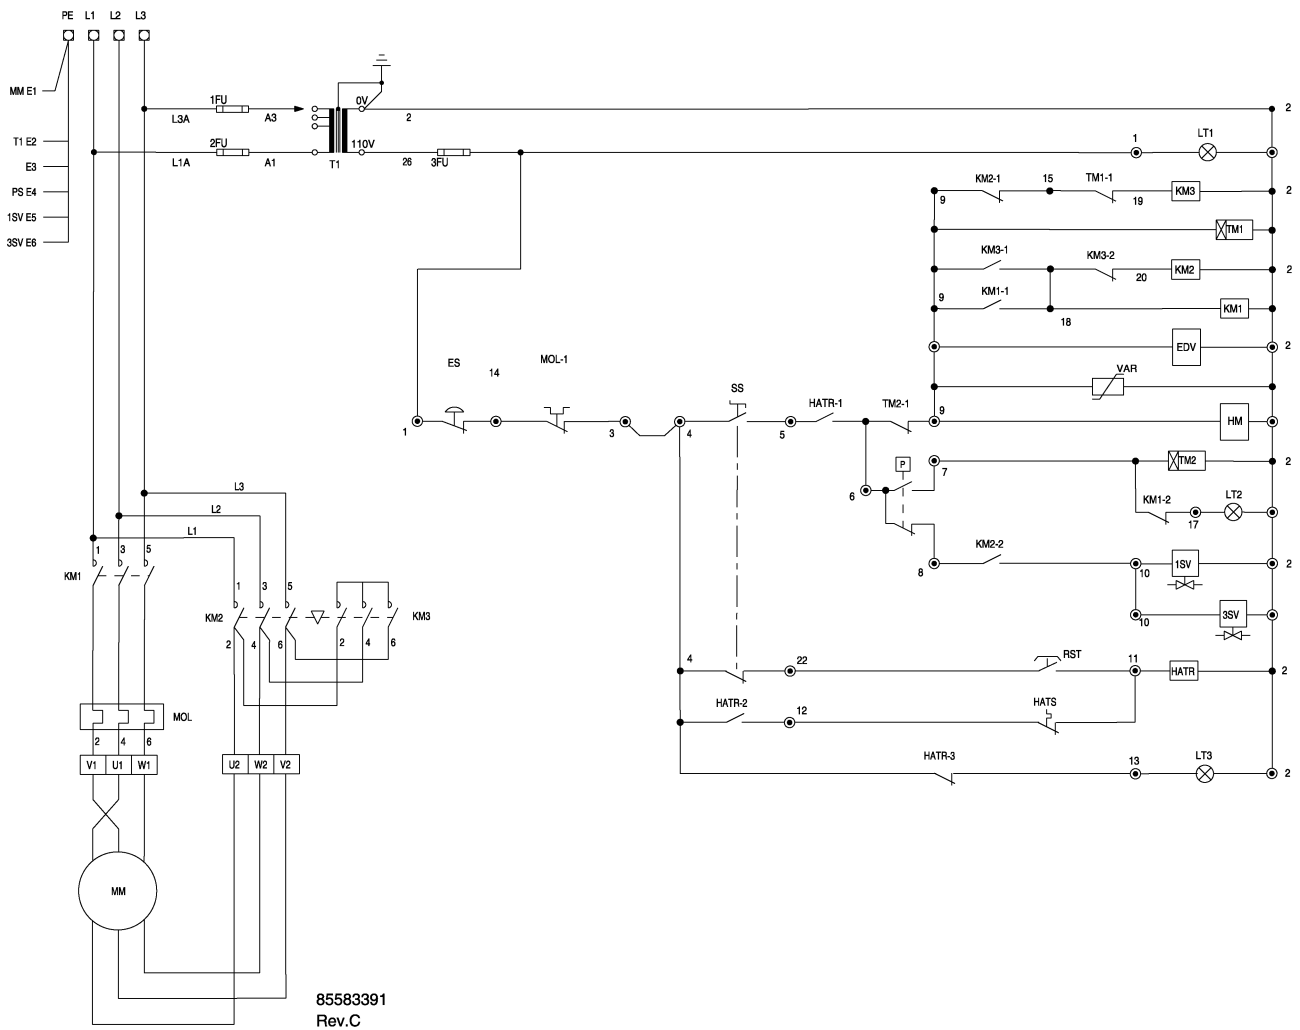 PE L1 L2 L3
MM E1
1FU 0V
L3A A3 2 2
T1 E2 2FU 110V 1 LT1
L1A A1 T1 26 3FU
E3
KM2-1 15 TM1-1
PS E4 9 19 KM3 2
1SV E5
TM1
3SV E6
KM3-1 KM3-2
20 KM2 2
9 KM1-1
18 KM1
EDV 2
ES MOL-1
14 VAR
SS
HATR-1 TM2-1 9
1 3 4 5 HM
P 7 TM2 2
L3 6 KM1-2 LT2
L2 17
L1 KM2-2
1 3 5 8 10 1SV 2
KM1
1 3 5
KM2 KM3 10 3SV
2 4 6 2 4 6
4 22 RST 11
HATR 2
HATR-2 12 HATS
MOL
2 4 6
HATR-3 13 LT3
V1 U1 W1 U2 W2 V2 2
MM
85583391
Rev.C